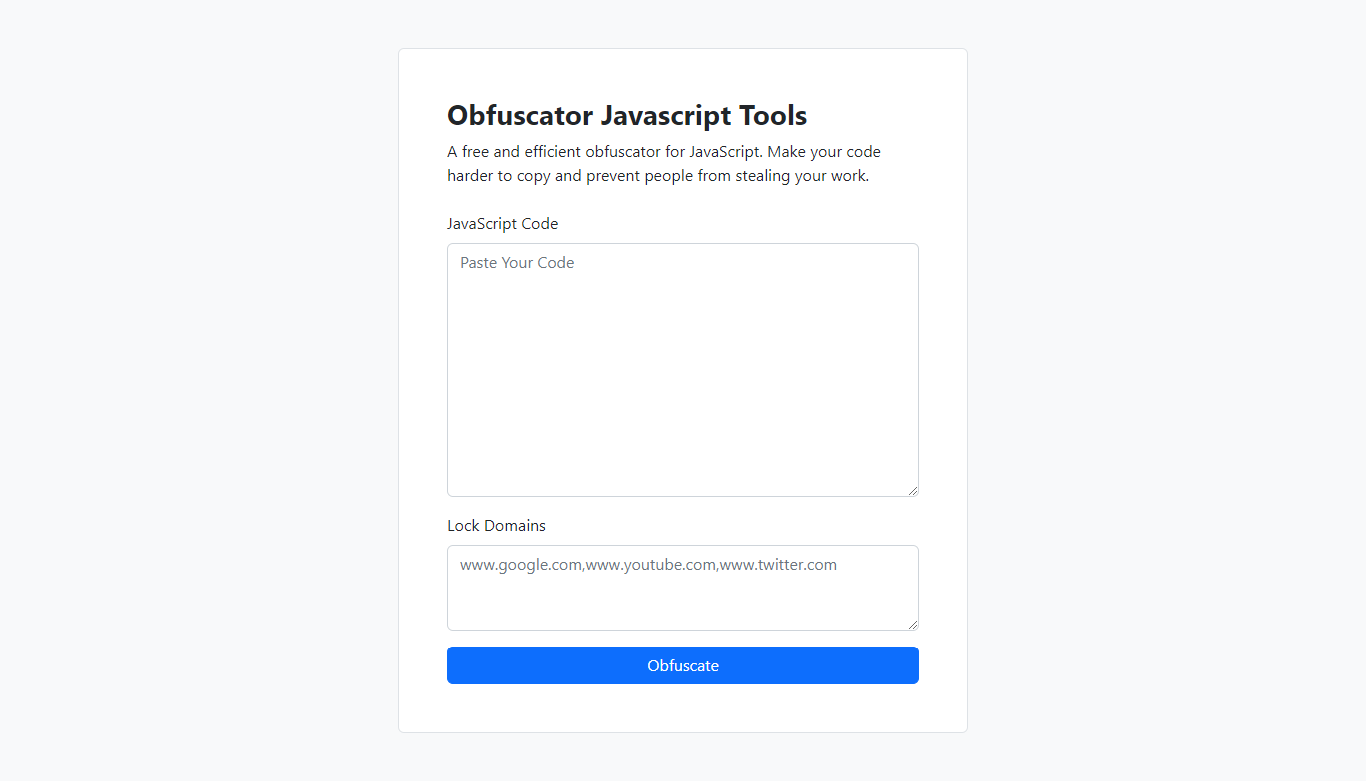 Obfuscator Javascript Tools
A free and efficient obfuscator for JavaScript. Make your code
harder to copy and prevent people from stealing your work.
JavaScript Code
Paste Your Code
Lock Domains
www.google.com,www.youtube.com,www.twitter.com
Obfuscate